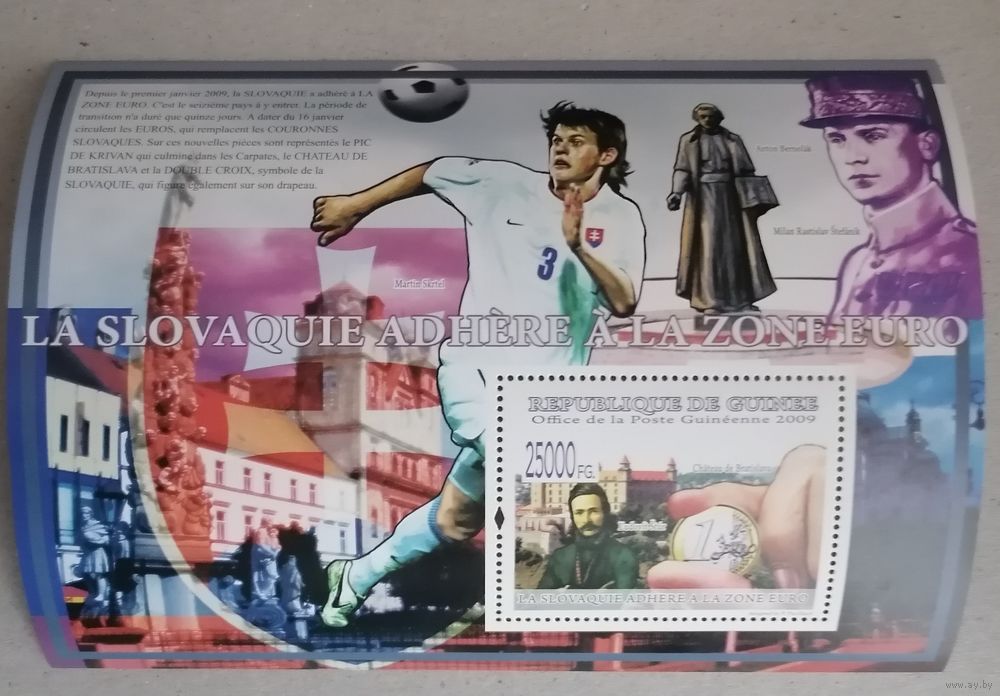 Depuis le premier janvier 2009, la SLOVAQUIE a adhéré à LA
ZONE EURO. C'est le seizième pays à y entrer. La période de
transition n'a duré que quinze jours. A dater du 16 janvier
circulent les EUROS, qui remplacent les COURONNES
SLOVAQUES. Sur ces nouvelles pièces sont représentés le PIC
DE KRIVAN qui culmine dans les Carpates, le CHATEAU DE
BRATISLAVA et la DOUBLE CROIX, symbole de la
SLOVAQUIE, qui figure également sur son drapeau.
Anton Bernolák
Milan Rastislav Štefánik
3
Martin Skrtel
LA SLOVAQUIE ADHÈRE À LA ZONE EURO
REPUBLIQUE DE GUINEE
Office de la Poste Guinéenne 2009
25000 FG.
Château de Bratislava
1
LA SLOVAQUIE ADHÈRE À LA ZONE EURO
www.ay.by